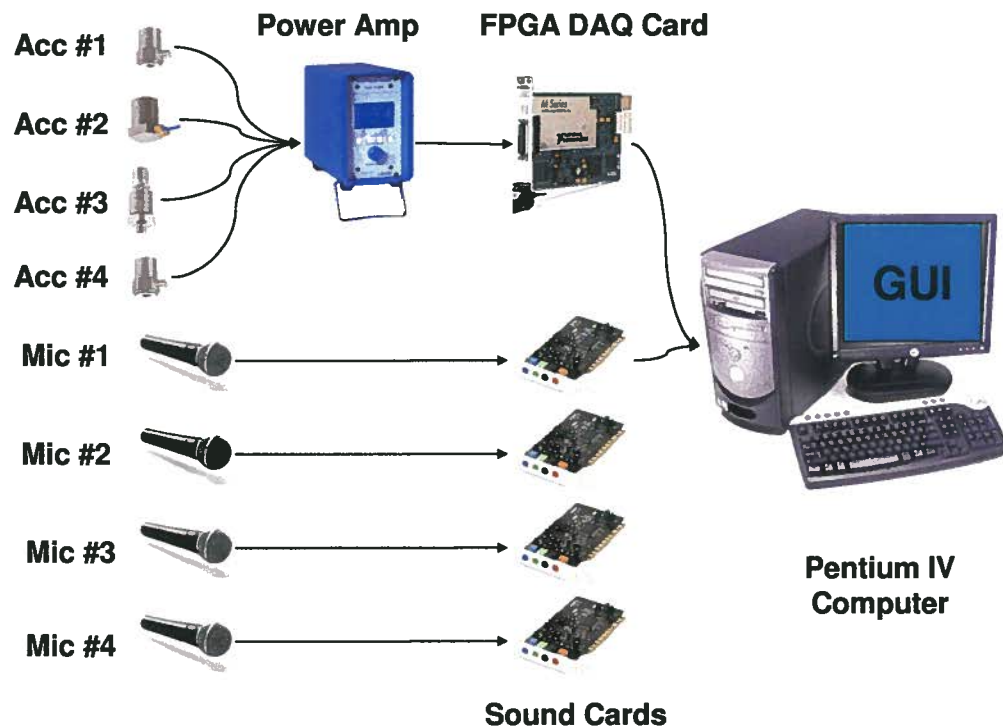 Power Amp
FPGA DAQ Card
Acc #1
Acc #2
Acc #3
Acc #4
M Series
GUI
Mic #1
Mic #2
Mic #3
Mic #4
Pentium IV
Computer
Sound Cards